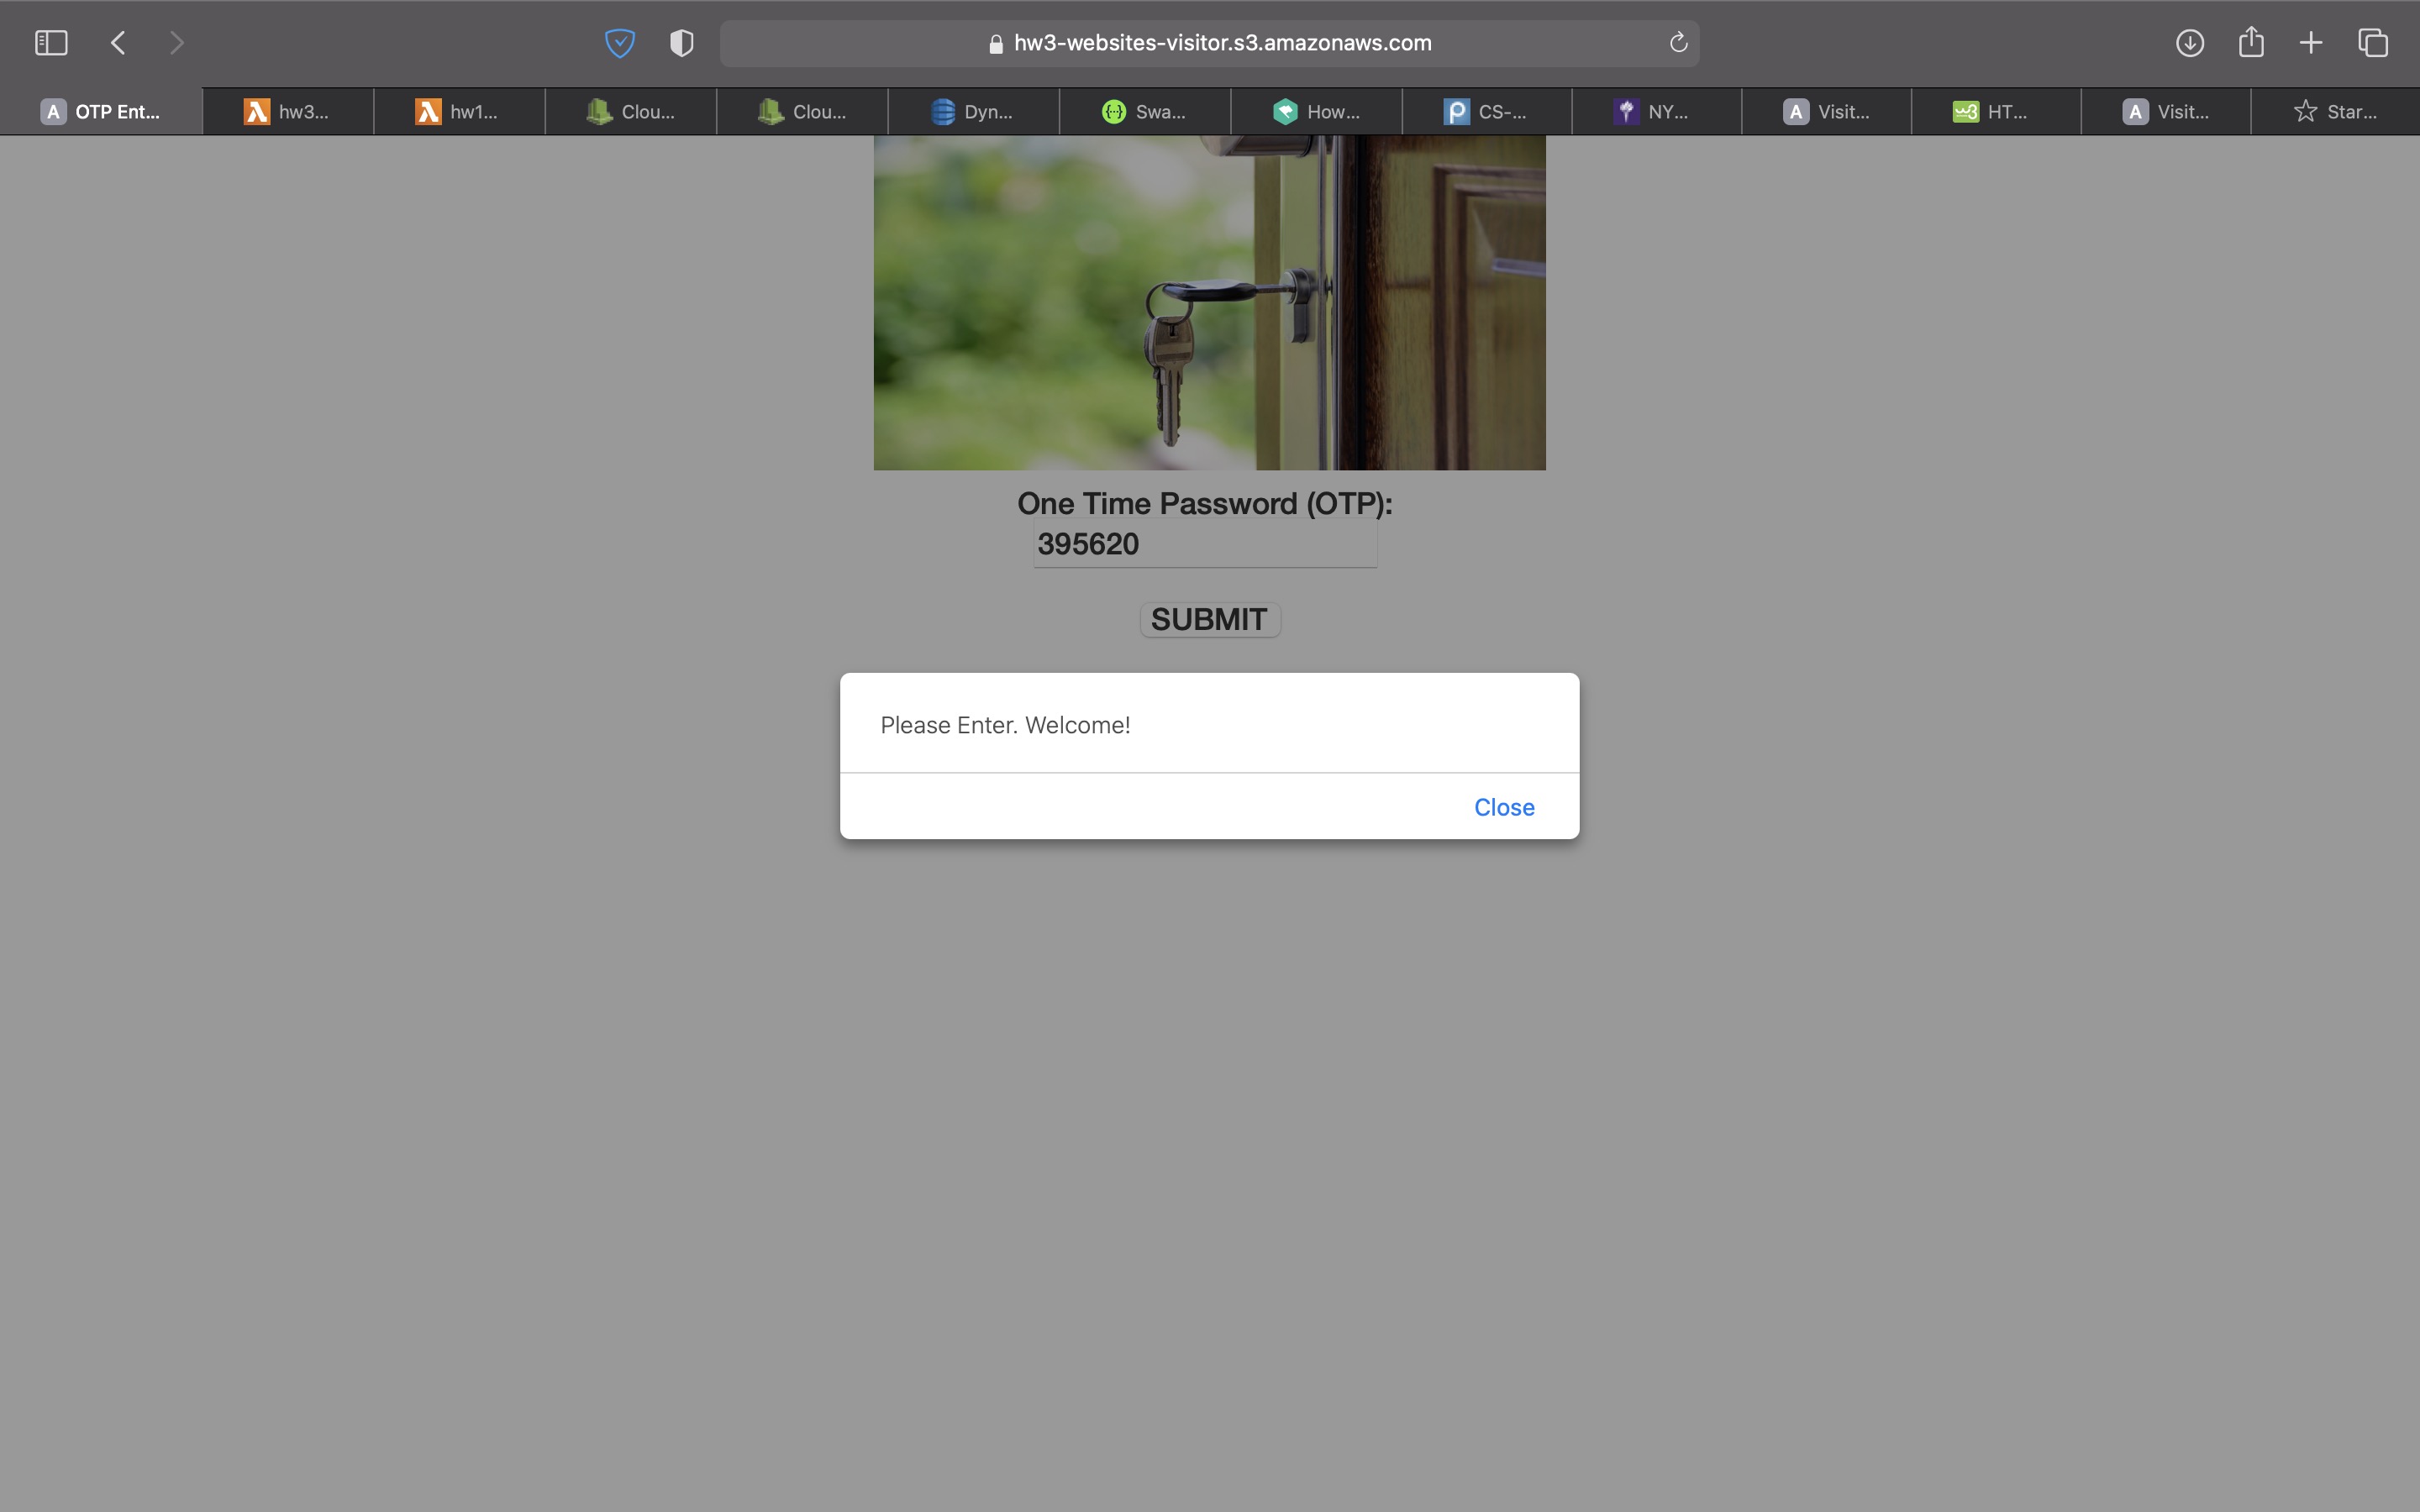 hw3-websites-visitor.s3.amazonaws.com
A OTP Ent... hw3... hw1... Clou... Clou... Dyn... {··} Swa... How... p CS-... NY... A Visit... w3 HT... A Visit... Star...
One Time Password (OTP):
395620
SUBMIT
Please Enter. Welcome!
Close